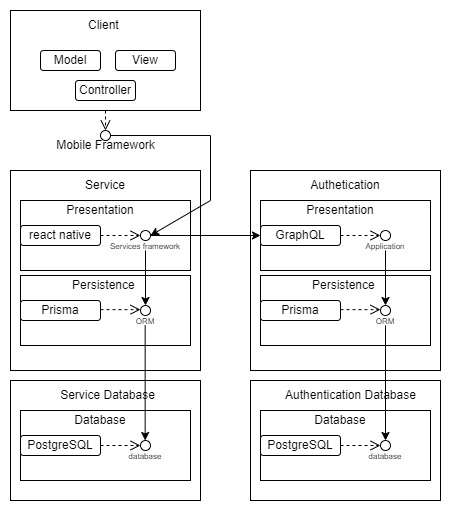 Client
Model
View
Controller
Mobile Framework
Service
Presentation
react native
Services framework
Persistence
Prisma
ORM
Service Database
Database
PostgreSQL
database
Authetication
Presentation
GraphQL
Application
Persistence
Prisma
ORM
Authentication Database
Database
PostgreSQL
database